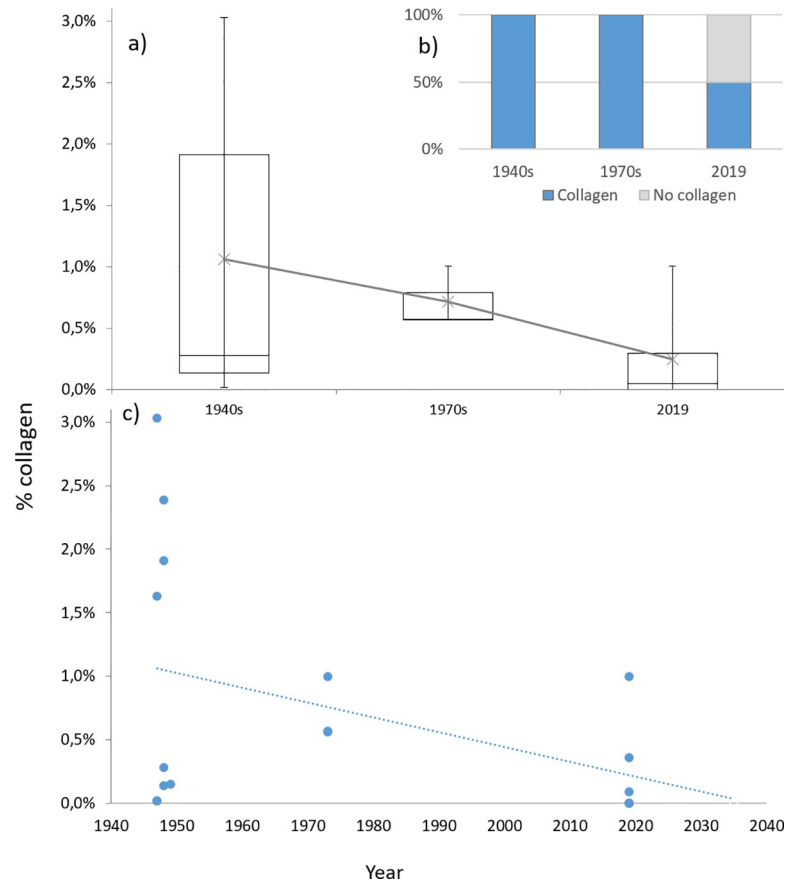 a)
3,0%
2,5%
2,0%
1,5%
1,0%
0,5%
0,0%
1940s 1970s 2019
b)
100%
50%
0%
1940s 1970s 2019
Collagen No collagen
% collagen
c)
3,0%
2,5%
2,0%
1,5%
1,0%
0,5%
0,0%
1940 1950 1960 1970 1980 1990 2000 2010 2020 2030 2040
Year